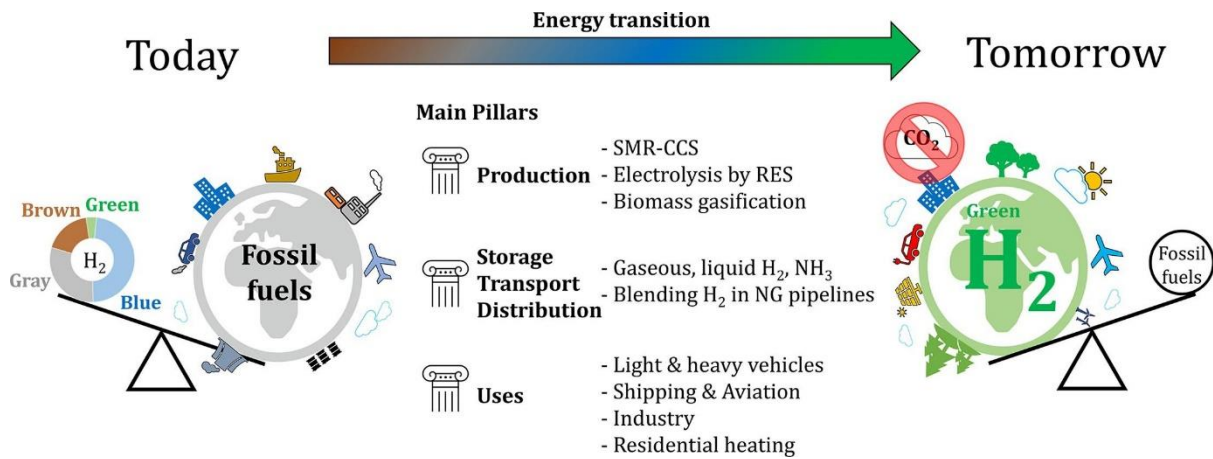 Energy transition
Today
Tomorrow
Main Pillars
Production
- SMR-CCS
- Electrolysis by RES
- Biomass gasification
Storage
Transport
Distribution
- Gaseous, liquid H₂, NH₃
- Blending H₂ in NG pipelines
Uses
- Light & heavy vehicles
- Shipping & Aviation
- Industry
- Residential heating
Brown
Green
H₂
Gray
Blue
Fossil
fuels
CO₂
Green
H₂
Fossil
fuels